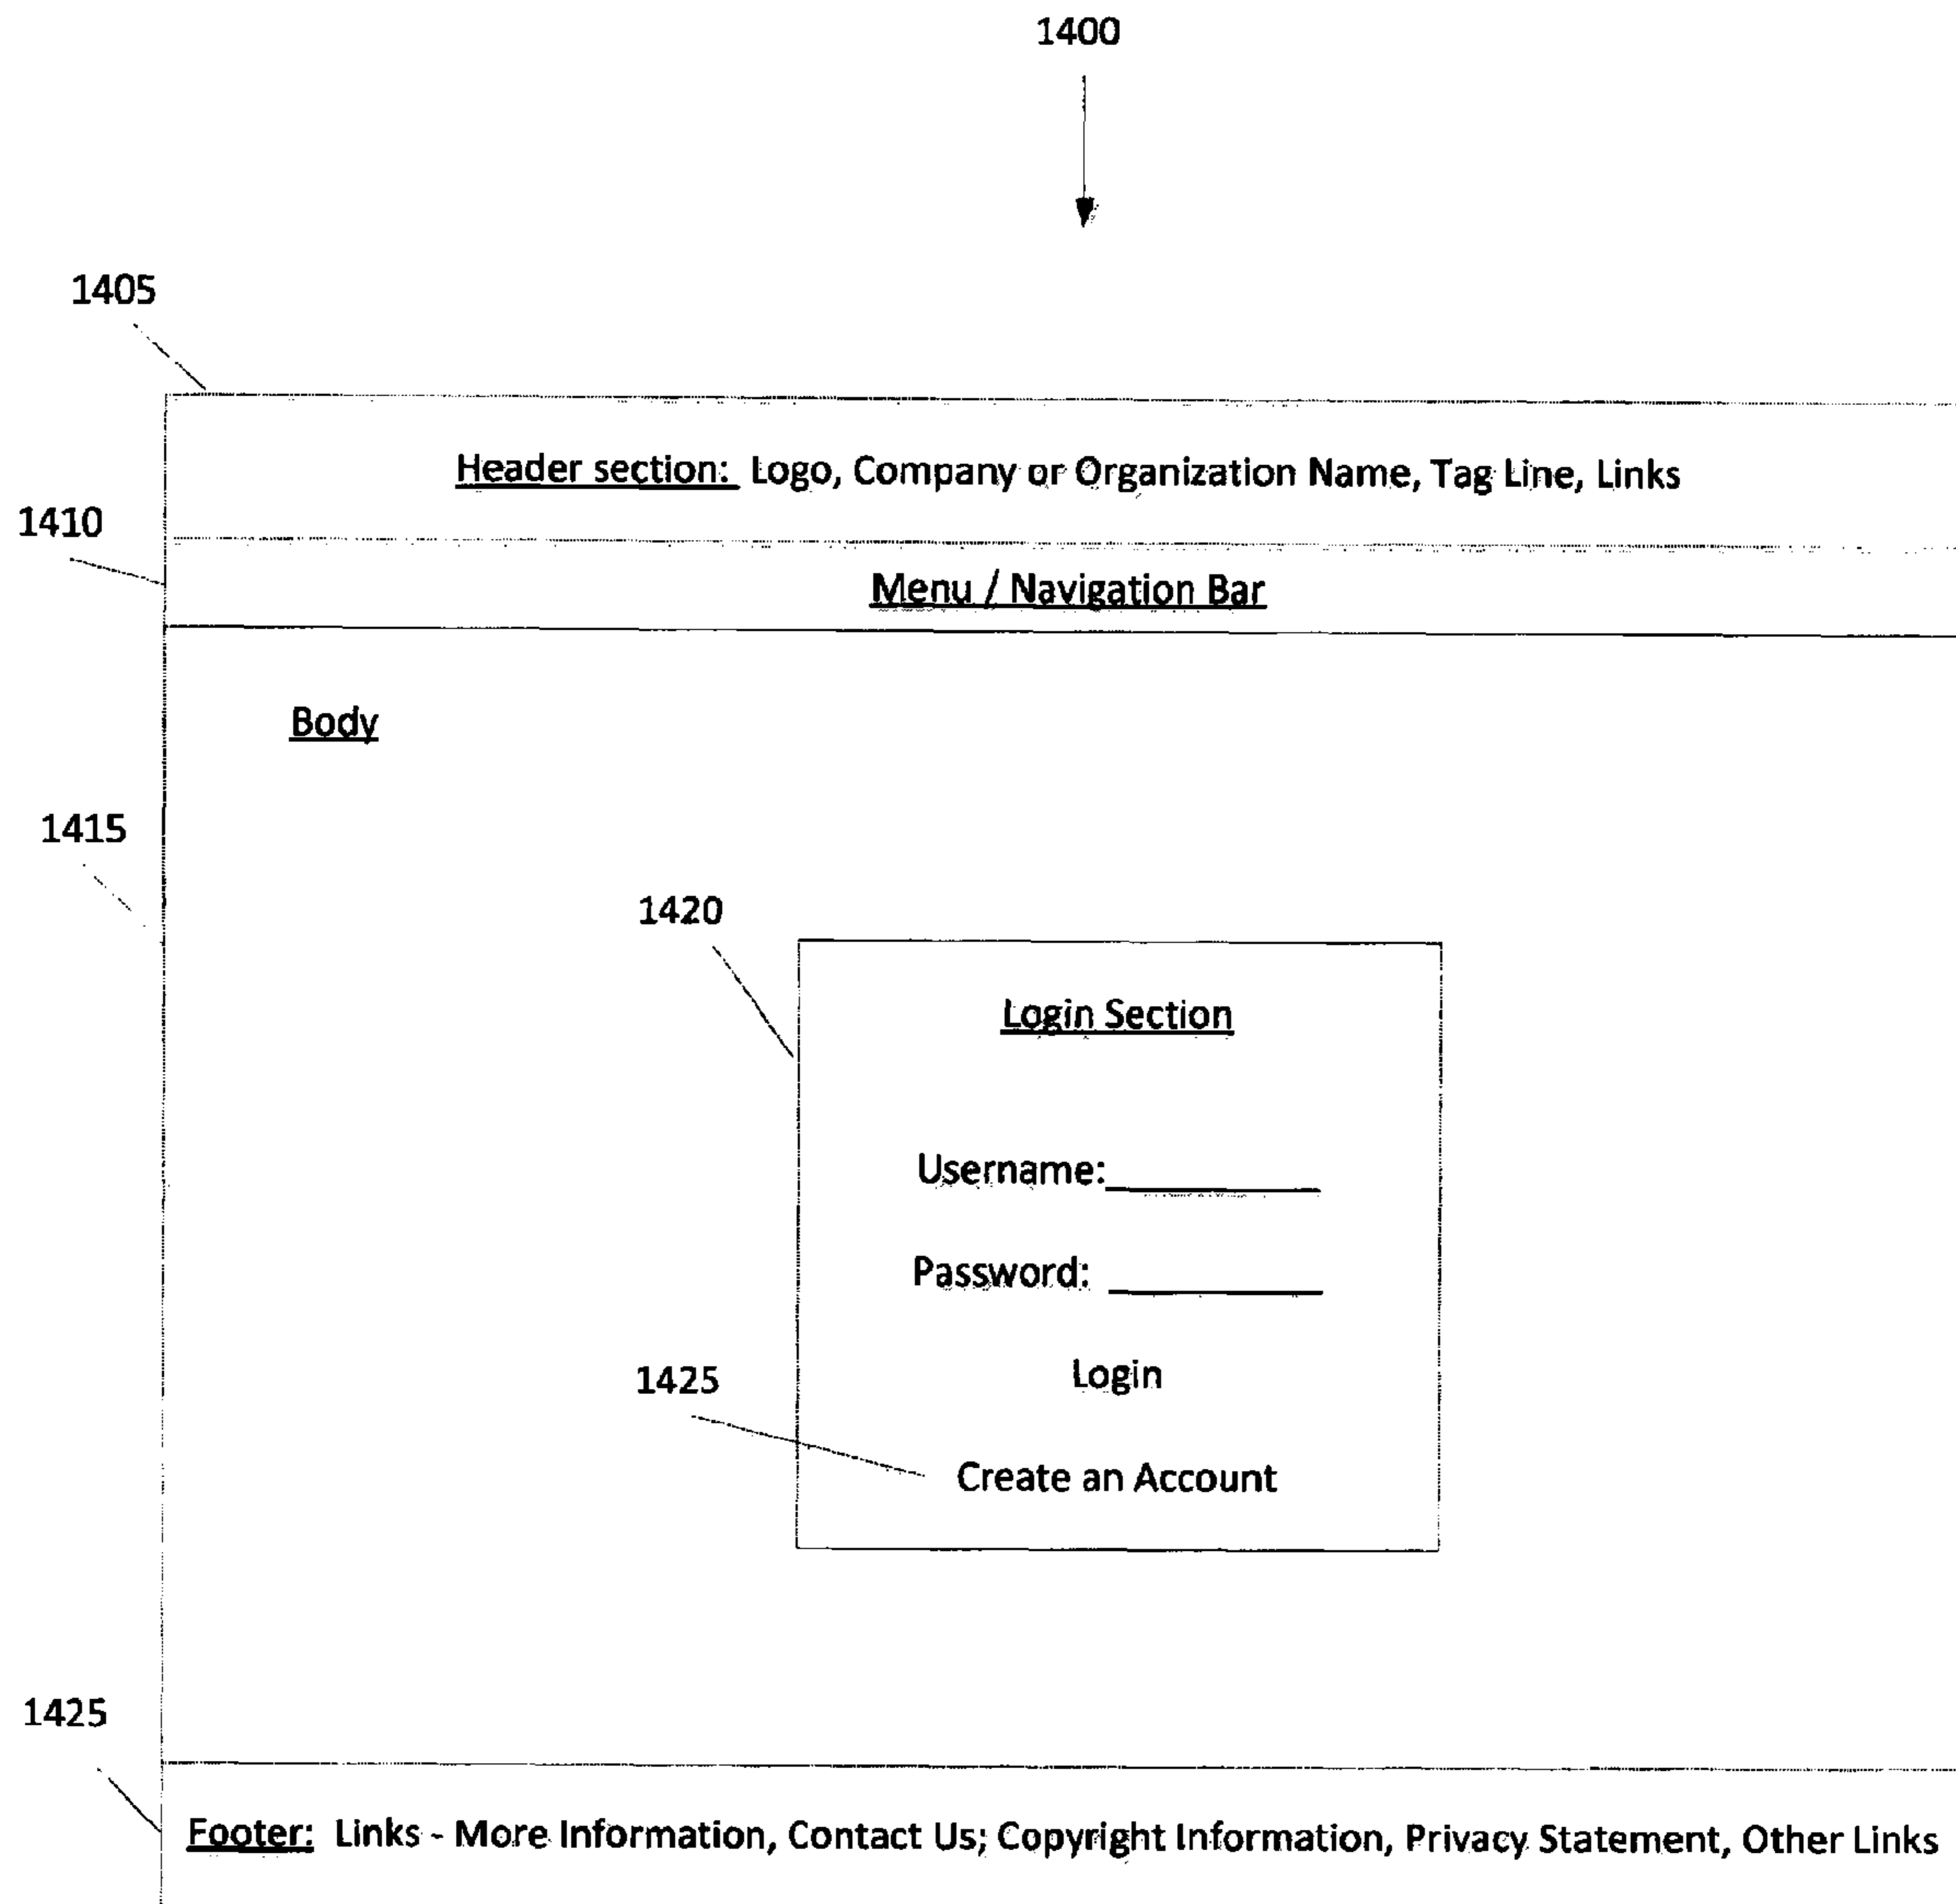 1400
1405
Header section: Logo, Company or Organization Name, Tag Line, Links
1410
Menu / Navigation Bar
Body
1415
1420
Login Section
Username:__________
Password: __________
Login
1425
Create an Account
1425
Footer: Links - More Information, Contact Us; Copyright Information, Privacy Statement, Other Links